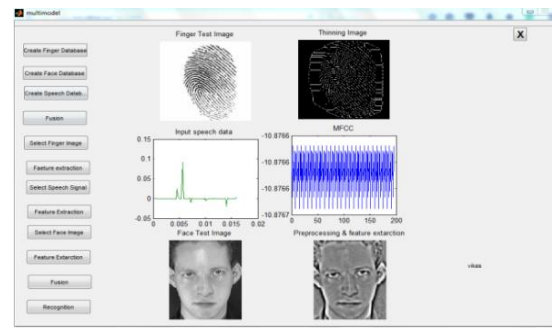 multimodel
X
Create Finger Database
Create Face Database
Create Speech Datab...
Fusion
Select Finger Image
Faeture extraction
Select Speech Signal
Feature Extraction
Select Face Image
Feature Extarction
Fusion
Recognition
Finger Test Image
Thinning Image
Input speech data
0.15
0.1
0.05
0
-0.05
0 0.005 0.01 0.015 0.02
MFCC
-10.8766
-10.8766
-10.8766
-10.8767
0 50 100 150 200
Face Test Image
Preprocessing & feature extarction
vikas